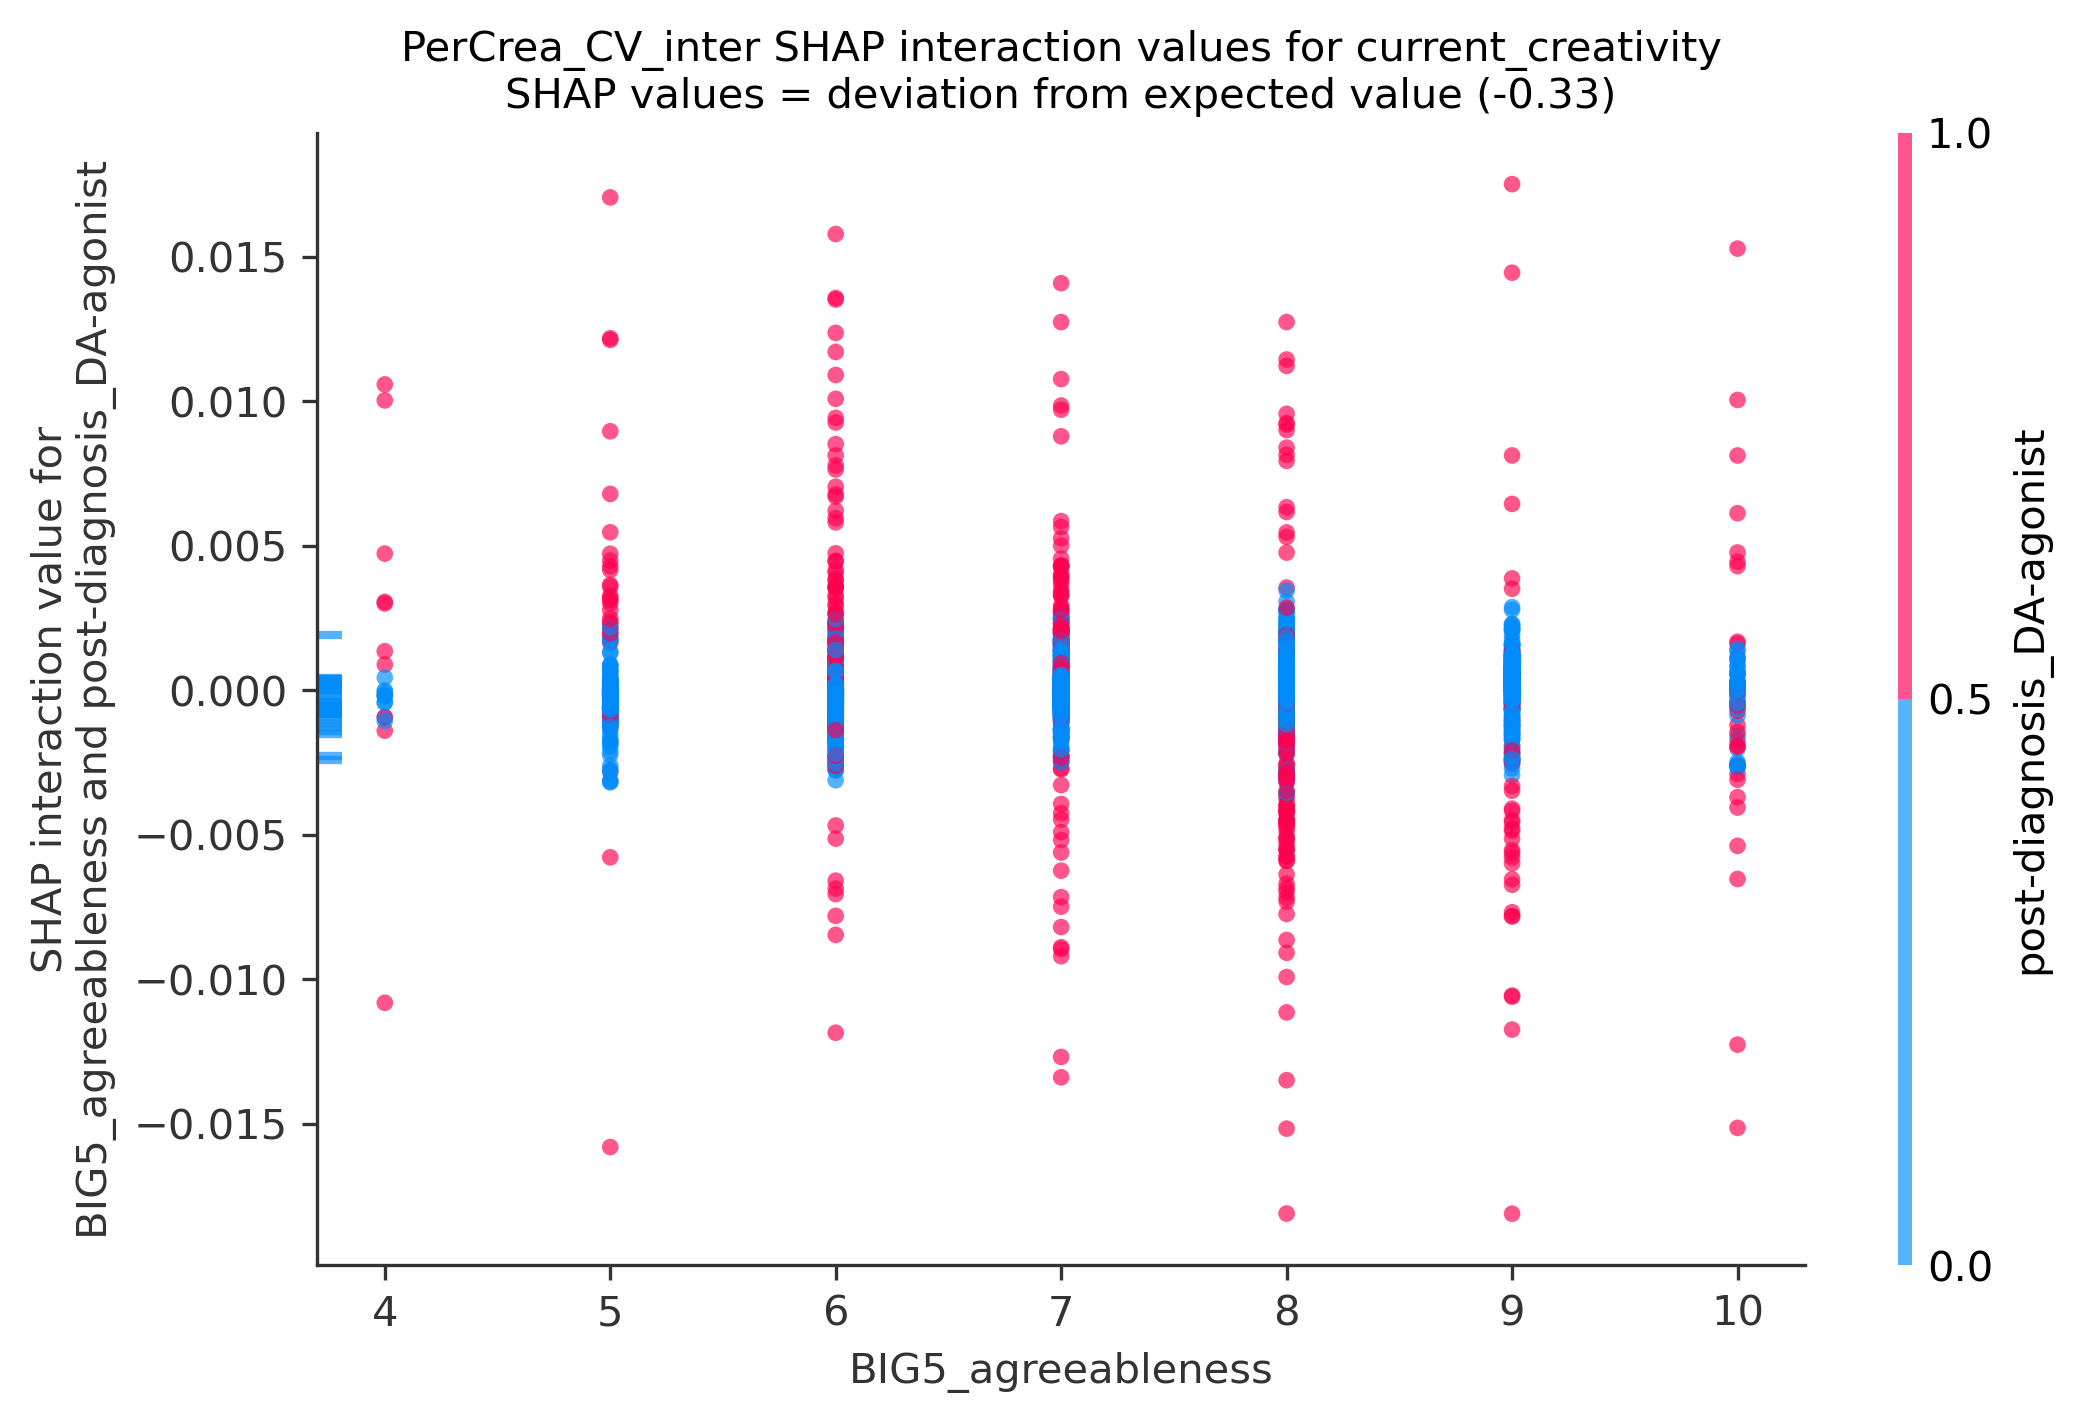 PerCrea_CV_inter SHAP interaction values for current_creativity
SHAP values = deviation from expected value (-0.33)
SHAP interaction value for
BIG5_agreeableness and post-diagnosis_DA-agonist
0.015
0.010
0.005
0.000
−0.005
−0.010
−0.015
4 5 6 7 8 9 10
BIG5_agreeableness
1.0
0.5
0.0
post-diagnosis_DA-agonist